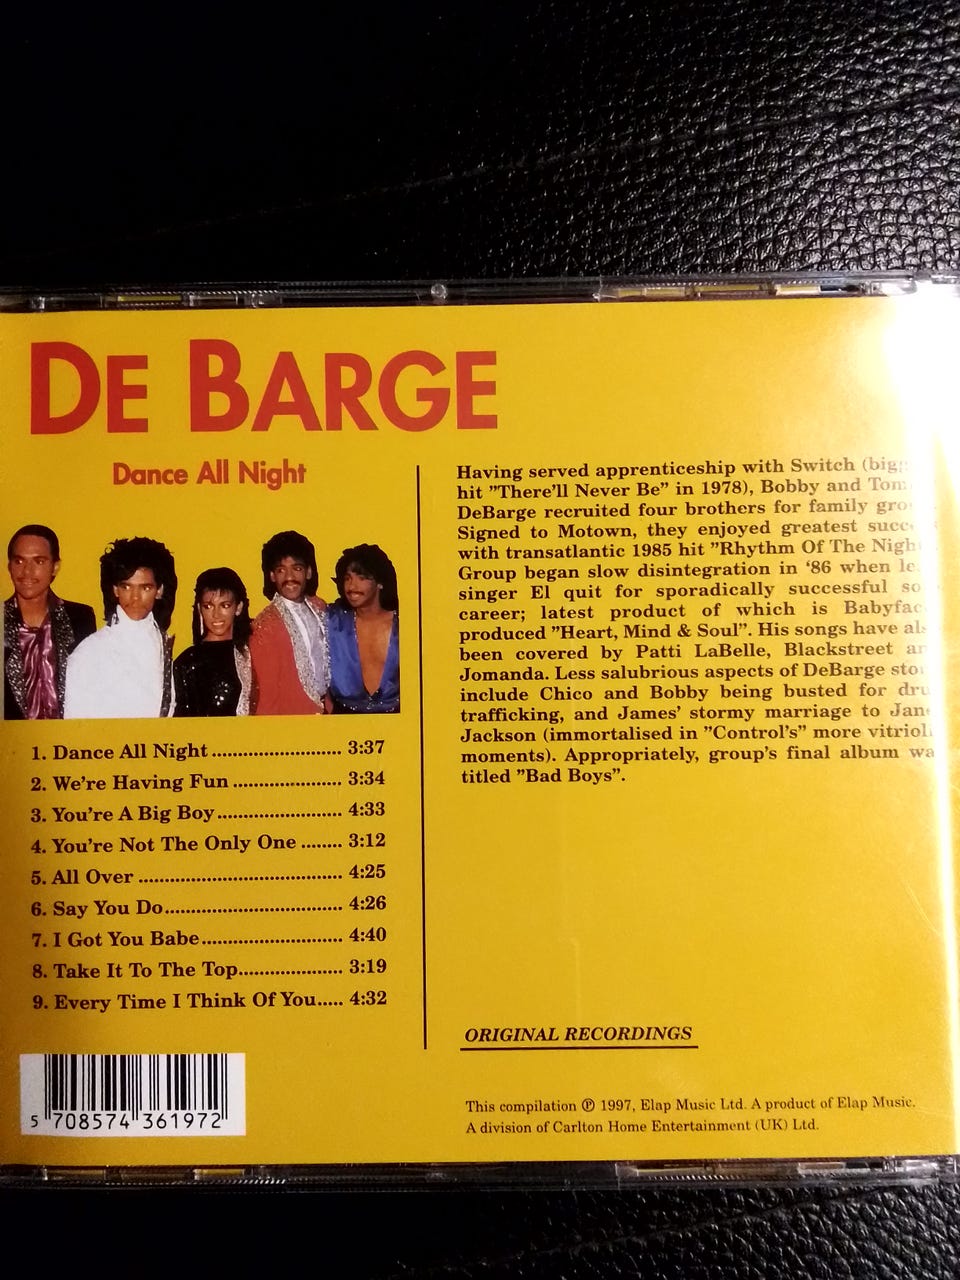 DE BARGE
Dance All Night
1. Dance All Night ......................... 3:37
2. We're Having Fun ..................... 3:34
3. You're A Big Boy........................ 4:33
4. You're Not The Only One ........ 3:12
5. All Over ....................................... 4:25
6. Say You Do.................................. 4:26
7. I Got You Babe........................... 4:40
8. Take It To The Top.................... 3:19
9. Every Time I Think Of You..... 4:32
5 708574 361972
Having served apprenticeship with Switch
hit "There'll Never Be" in 1978), Bobby and
DeBarge recruited four brothers for family
Signed to Motown, they enjoyed greatest
with transatlantic 1985 hit "Rhythm Of The
Group began slow disintegration in '86 when
singer El quit for sporadically successful
career; latest product of which is
produced "Heart, Mind & Soul". His songs have
been covered by Patti LaBelle, Blackstreet
Jomanda. Less salubrious aspects of DeBarge
include Chico and Bobby being busted for
trafficking, and James' stormy marriage to
Jackson (immortalised in "Control's" more
moments). Appropriately, group's final album
titled "Bad Boys".
ORIGINAL RECORDINGS
This compilation ℗ 1997, Elap Music Ltd. A product of Elap Music.
A division of Carlton Home Entertainment (UK) Ltd.